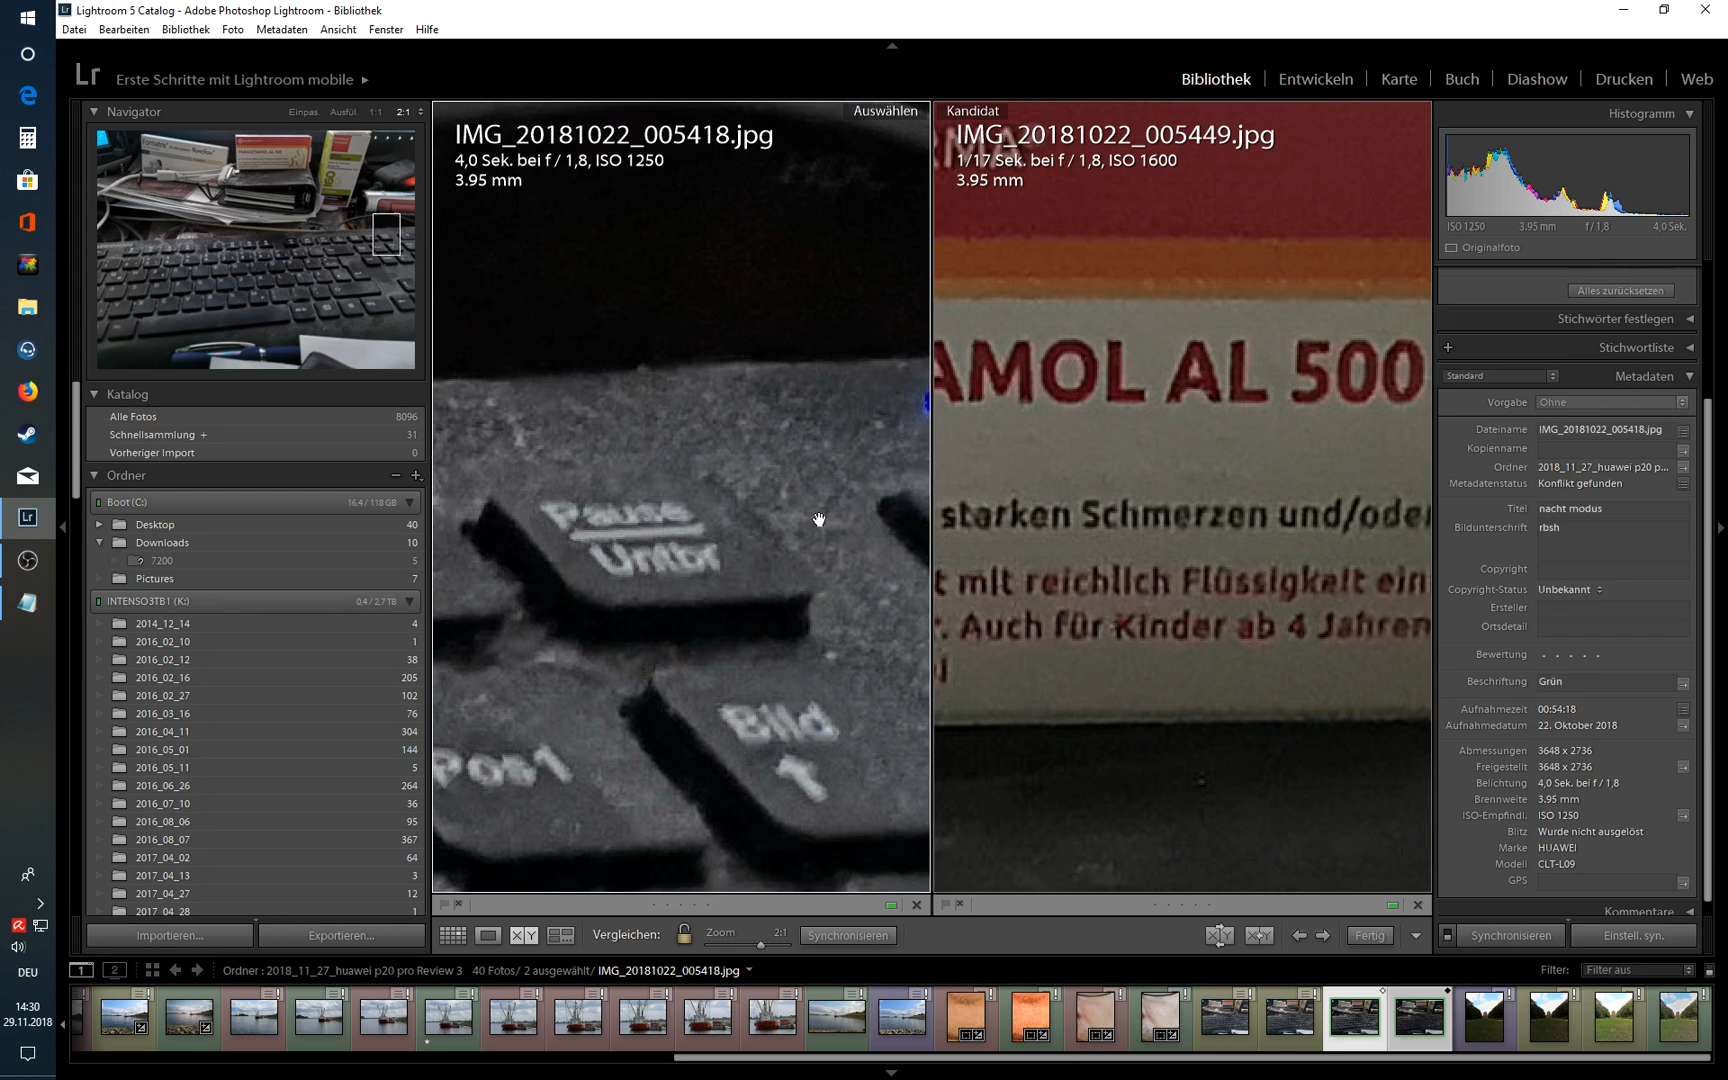 Lightroom 5 Catalog - Adobe Photoshop Lightroom - Bibliothek
Datei Bearbeiten Bibliothek Foto Metadaten Ansicht Fenster Hilfe
Lr Erste Schritte mit Lightroom mobile
Bibliothek Entwickeln Karte Buch Diashow Drucken Web
Navigator Einpas. Ausfül. 1:1 2:1
Katalog
Alle Fotos 8096
Schnellsammlung + 31
Vorheriger Import 0
Ordner
Boot (C:) 16,4 / 118 GB
Desktop 40
Downloads 10
7200 5
Pictures 7
INTENSO3TB1 (K:) 0,4 / 2,7 TB
2014_12_14 4
2016_02_10 1
2016_02_12 38
2016_02_16 205
2016_02_27 102
2016_03_16 76
2016_04_11 304
2016_05_01 144
2016_05_11 5
2016_06_26 264
2016_07_10 36
2016_08_06 95
2016_08_07 367
2017_04_02 64
2017_04_13 3
2017_04_27 12
2017_04_28 1
Importieren... Exportieren...
Auswählen
IMG_20181022_005418.jpg
4,0 Sek. bei f / 1,8, ISO 1250
3.95 mm
Pause
Untbr
Bild
Pos1
Kandidat
IMG_20181022_005449.jpg
1/17 Sek. bei f / 1,8, ISO 1600
3.95 mm
AMOL AL 500
starken Schmerzen und/oder
t mit reichlich Flüssigkeit ein
. Auch für Kinder ab 4 Jahren
Vergleichen: Zoom 2:1 Synchronisieren
Fertig
Histogramm
ISO 1250 3.95 mm f / 1,8 4,0 Sek.
Originalfoto
Alles zurücksetzen
Stichwörter festlegen
Stichwortliste
Standard Metadaten
Vorgabe Ohne
Dateiname IMG_20181022_005418.jpg
Kopienname
Ordner 2018_11_27_huawei p20 p...
Metadatenstatus Konflikt gefunden
Titel nacht modus
Bildunterschrift rbsh
Copyright
Copyright-Status Unbekannt
Ersteller
Ortsdetail
Bewertung
Beschriftung Grün
Aufnahmezeit 00:54:18
Aufnahmedatum 22. Oktober 2018
Abmessungen 3648 x 2736
Freigestellt 3648 x 2736
Belichtung 4,0 Sek. bei f / 1,8
Brennweite 3.95 mm
ISO-Empfindl. ISO 1250
Blitz Wurde nicht ausgelöst
Marke HUAWEI
Modell CLT-L09
GPS
Kommentare
Synchronisieren Einstell. syn.
1 2 Ordner : 2018_11_27_huawei p20 pro Review 3 40 Fotos/ 2 ausgewählt/ IMG_20181022_005418.jpg
Filter: Filter aus
DEU
14:30
29.11.2018